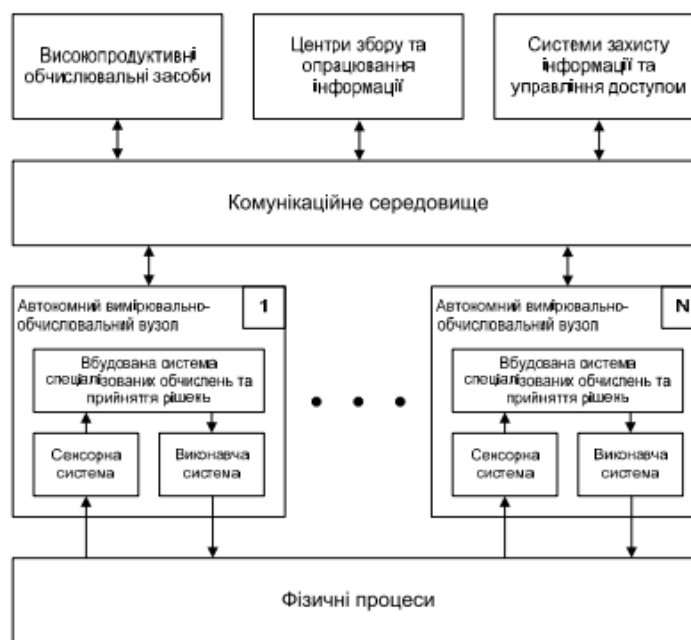 Високопродуктивні
обчислювальні засоби
Центри збору та
опрацювання
інформації
Системи захисту
інформації та
управління доступом
Комунікаційне середовище
Автономний вимірювально-
обчислювальний вузол
1
Вбудована система
спеціалізованих обчислень та
прийняття рішень
Сенсорна
система
Виконавча
система
Автономний вимірювально-
обчислювальний вузол
N
Вбудована система
спеціалізованих обчислень та
прийняття рішень
Сенсорна
система
Виконавча
система
Фізичні процеси